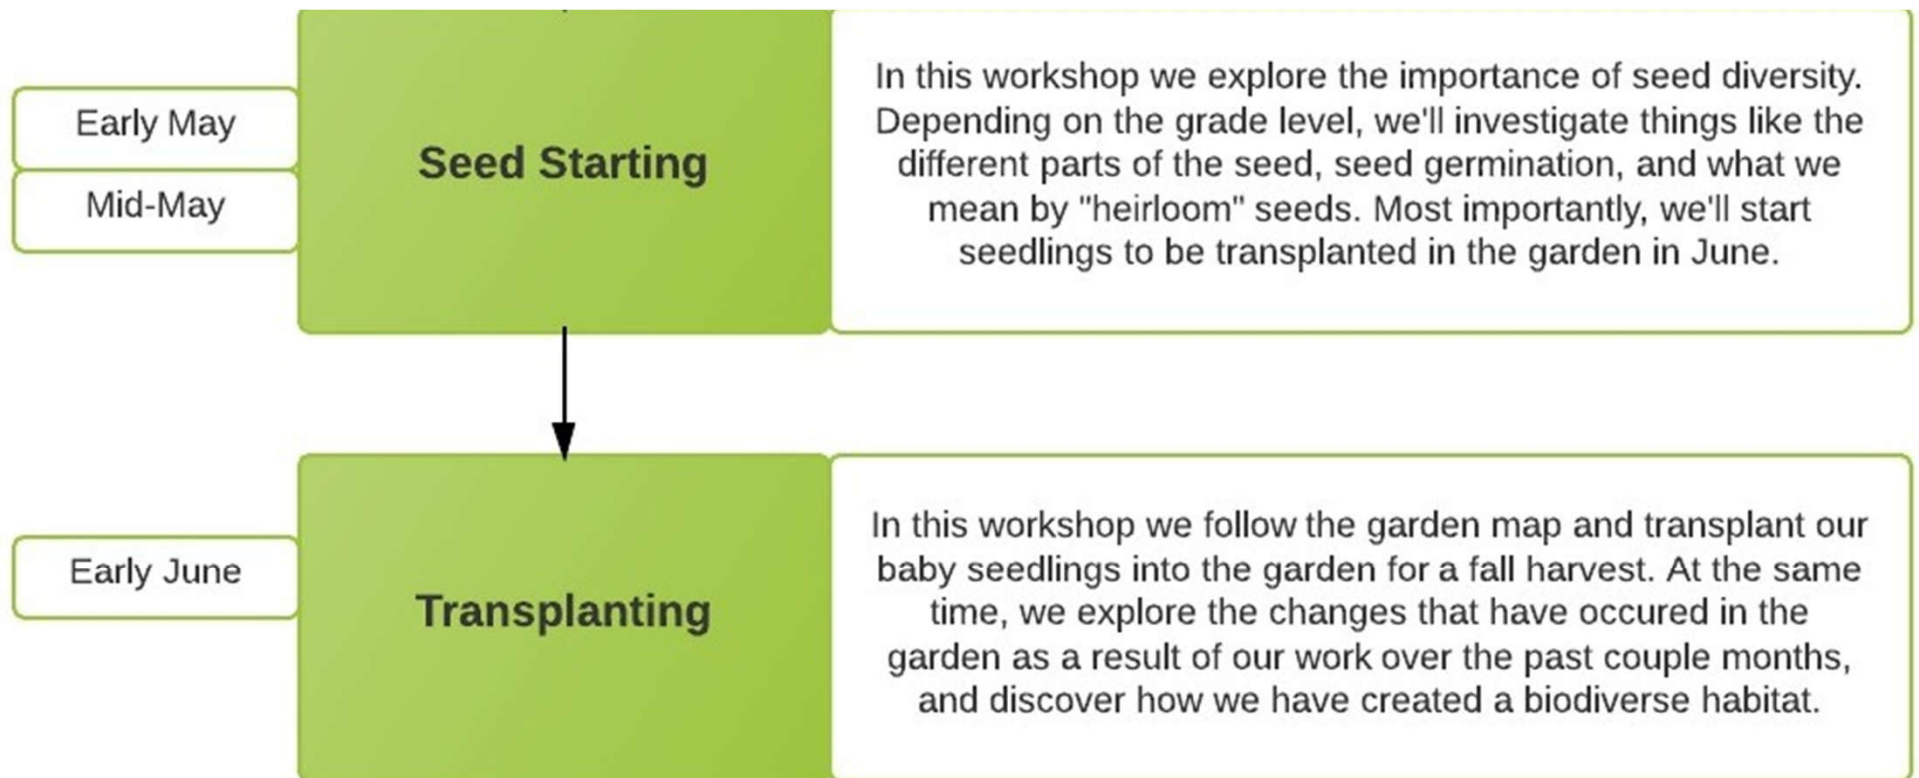 Early May
Mid-May
Seed Starting
In this workshop we explore the importance of seed diversity.
Depending on the grade level, we'll investigate things like the
different parts of the seed, seed germination, and what we
mean by "heirloom" seeds. Most importantly, we'll start
seedlings to be transplanted in the garden in June.
Early June
Transplanting
In this workshop we follow the garden map and transplant our
baby seedlings into the garden for a fall harvest. At the same
time, we explore the changes that have occured in the
garden as a result of our work over the past couple months,
and discover how we have created a biodiverse habitat.